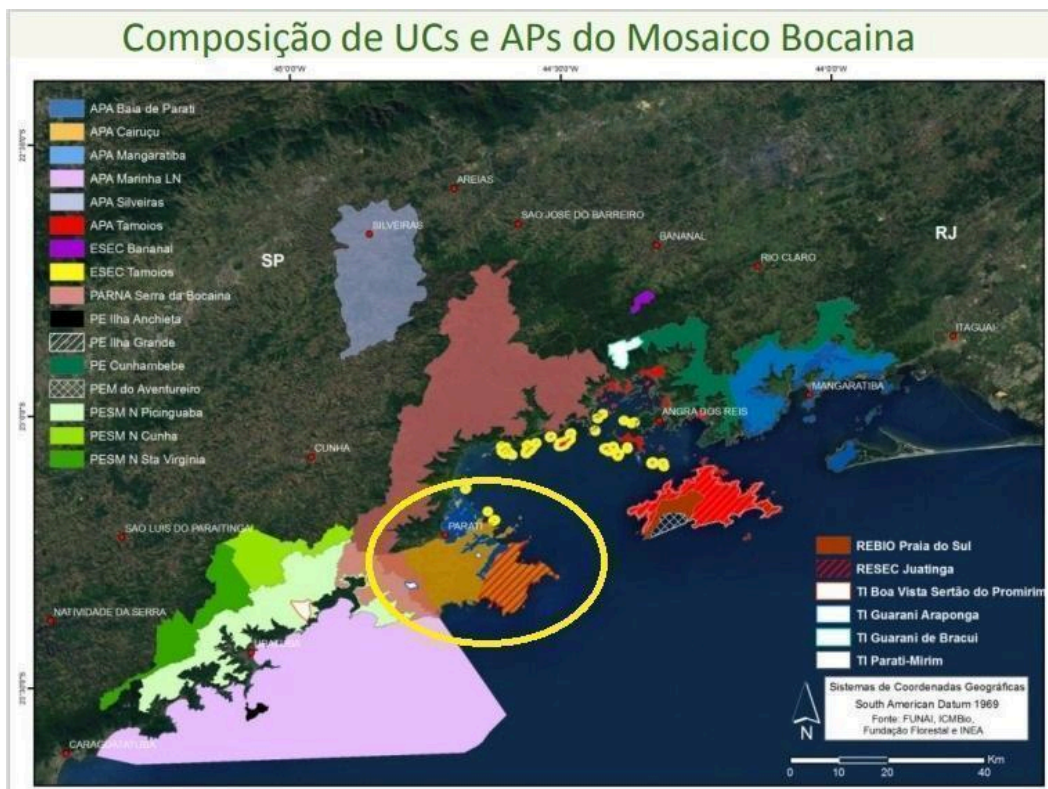 Composição de UCs e APs do Mosaico Bocaina
44°30'0"W
44°0'0"W
APA Baia de Parati
APA Cairuçu
APA Mangaratiba
APA Marinha LN
APA Silveiras
APA Tamoios
ESEC Bananal
ESEC Tamoios
PARNA Serra da Bocaina
PE Ilha Anchieta
PE Ilha Grande
PE Cunhambebe
PEM do Aventureiro
PESM N Picinguaba
PESM N Cunha
PESM N Sta Virgínia
AREIAS
SILVEIRAS
SAO JOSE DO BARREIRO
BANANAL
RIO CLARO
SP
RJ
ITAGUAI
MANGARATIBA
ANGRA DOS REIS
CUNHA
PARATI
SAO LUIS DO PARAITINGA
NATIVIDADE DA SERRA
UBATUBA
CARAGUATATUBA
REBIO Praia do Sul
RESEC Juatinga
TI Boa Vista Sertão do Promirim
TI Guarani Araponga
TI Guarani de Bracui
TI Parati-Mirim
Sistemas de Coordenadas Geográficas
South American Datum 1969
Fonte: FUNAI, ICMBio,
Fundação Florestal e INEA
N
0 10 20 40
KM